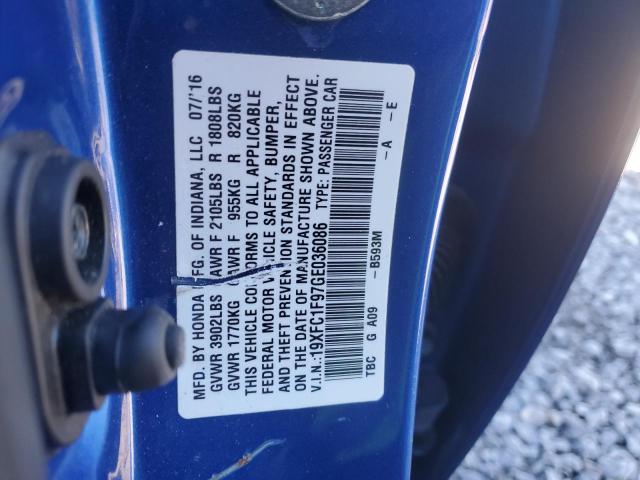 MFD. BY HONDA MFG. OF INDIANA, LLC 07/'16
GVWR 3902LBS GAWR F 2105LBS R 1808LBS
GVWR 1770KG GAWR F 955KG R 820KG
THIS VEHICLE CONFORMS TO ALL APPLICABLE
FEDERAL MOTOR VEHICLE SAFETY, BUMPER,
AND THEFT PREVENTION STANDARDS IN EFFECT
ON THE DATE OF MANUFACTURE SHOWN ABOVE.
V.I.N.:19XFC1F97GE036086 TYPE: PASSENGER CAR
TBC G A09 -B593M -A -E